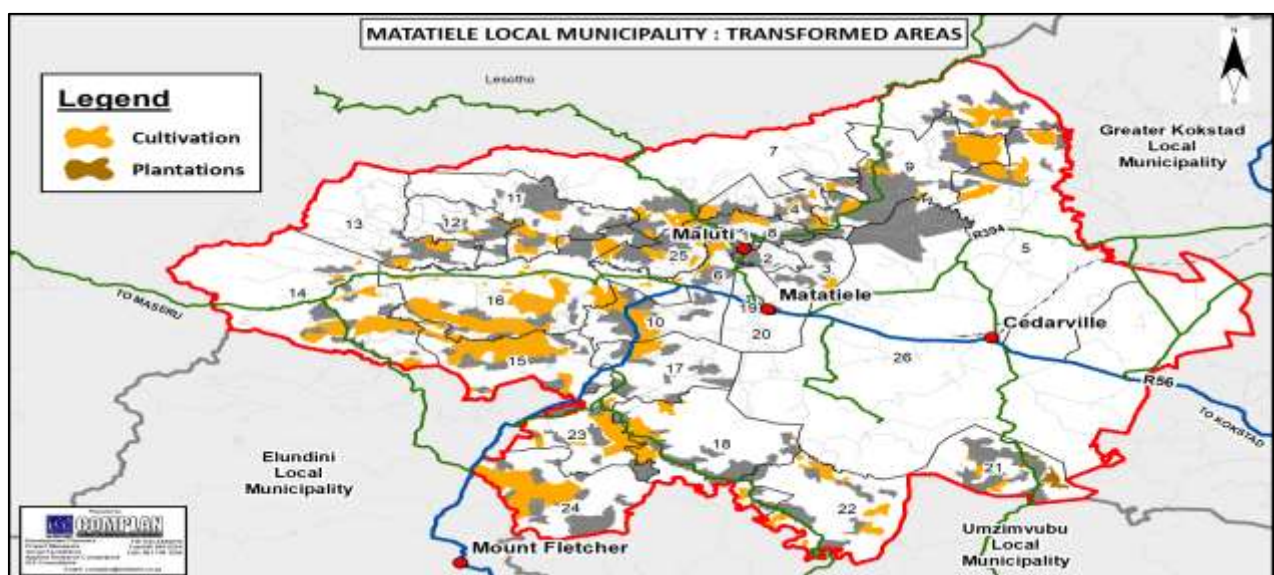 MATATIELE LOCAL MUNICIPALITY : TRANSFORMED AREAS
Legend
Cultivation
Plantations
Lesotho
N
Greater Kokstad
Local
Municipality
7
9
11
4
12
13
8
Maluti
2
R394
5
25
3
6
14
16
TO MASERU
Matatiele
19
10
20
Cedarville
15
26
17
R56
TO KOKSTAD
23
18
21
Elundini
Local
Municipality
24
22
Umzimvubu
Local
Municipality
Mount Fletcher
COMPLAN